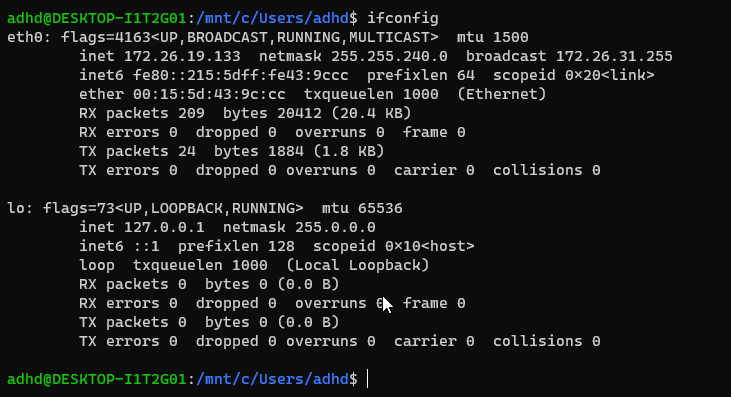 adhd@DESKTOP-I1T2G01:/mnt/c/Users/adhd$ ifconfig
eth0: flags=4163<UP,BROADCAST,RUNNING,MULTICAST>  mtu 1500
        inet 172.26.19.133  netmask 255.255.240.0  broadcast 172.26.31.255
        inet6 fe80::215:5dff:fe43:9ccc  prefixlen 64  scopeid 0×20<link>
        ether 00:15:5d:43:9c:cc  txqueuelen 1000  (Ethernet)
        RX packets 209  bytes 20412 (20.4 KB)
        RX errors 0  dropped 0  overruns 0  frame 0
        TX packets 24  bytes 1884 (1.8 KB)
        TX errors 0  dropped 0 overruns 0  carrier 0  collisions 0
lo: flags=73<UP,LOOPBACK,RUNNING>  mtu 65536
        inet 127.0.0.1  netmask 255.0.0.0
        inet6 ::1  prefixlen 128  scopeid 0×10<host>
        loop  txqueuelen 1000  (Local Loopback)
        RX packets 0  bytes 0 (0.0 B)
        RX errors 0  dropped 0  overruns 0  frame 0
        TX packets 0  bytes 0 (0.0 B)
        TX errors 0  dropped 0 overruns 0  carrier 0  collisions 0
adhd@DESKTOP-I1T2G01:/mnt/c/Users/adhd$